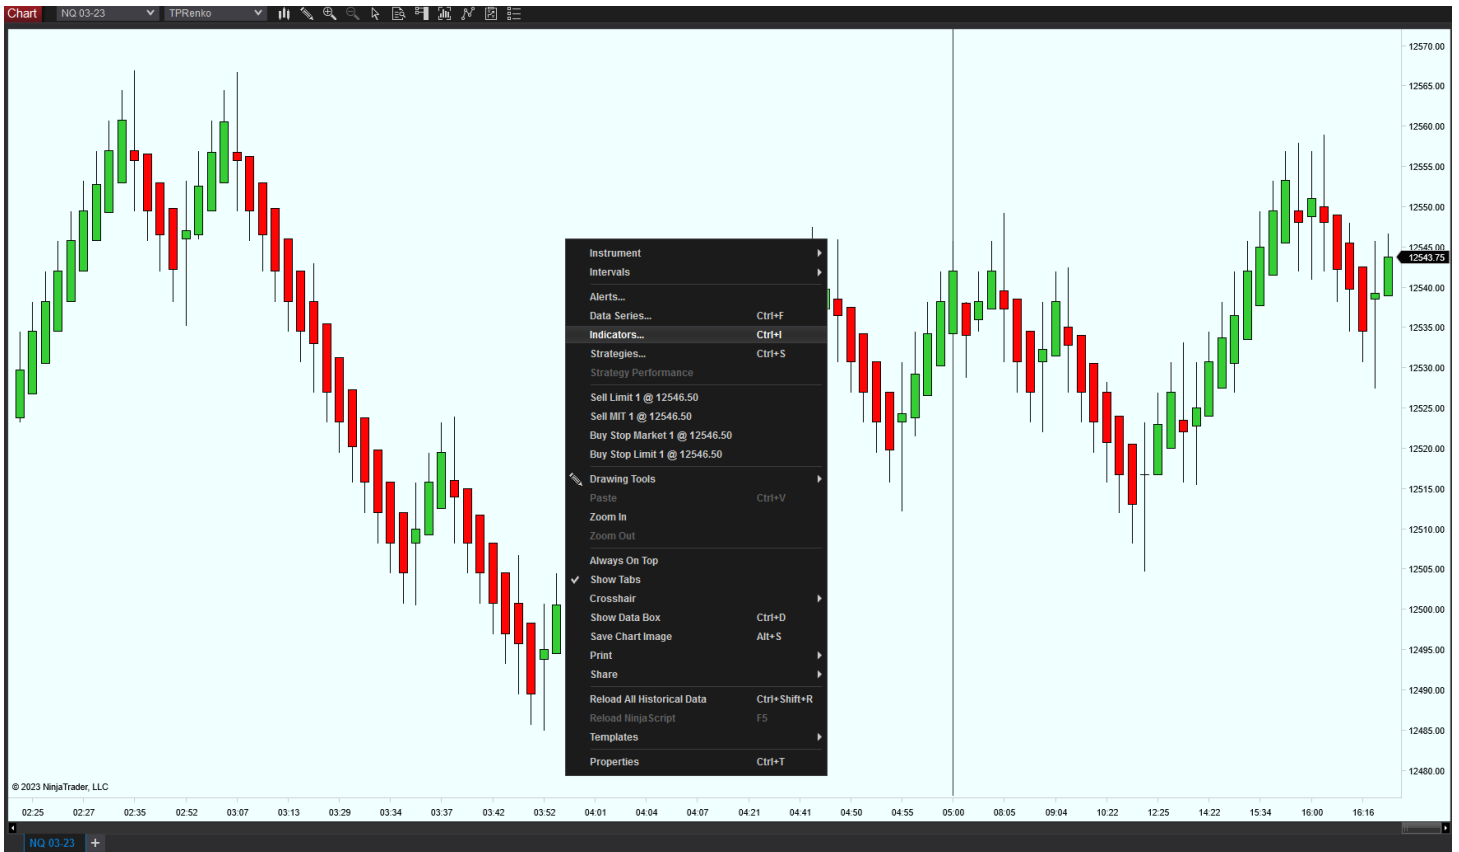 Chart NQ 03-23 TPRenko
12570.00
12565.00
12560.00
12555.00
12550.00
12545.00
12543.75
12540.00
12535.00
12530.00
12525.00
12520.00
12515.00
12510.00
12505.00
12500.00
12495.00
12490.00
12485.00
12480.00
Instrument
Intervals
Alerts...
Data Series... Ctrl+F
Indicators... Ctrl+I
Strategies... Ctrl+S
Strategy Performance
Sell Limit 1 @ 12546.50
Sell MIT 1 @ 12546.50
Buy Stop Market 1 @ 12546.50
Buy Stop Limit 1 @ 12546.50
Drawing Tools
Paste Ctrl+V
Zoom In
Zoom Out
Always On Top
Show Tabs
Crosshair
Show Data Box Ctrl+D
Save Chart Image Alt+S
Print
Share
Reload All Historical Data Ctrl+Shift+R
Reload NinjaScript F5
Templates
Properties Ctrl+T
© 2023 NinjaTrader, LLC
02:25 02:27 02:35 02:52 03:07 03:13 03:29 03:34 03:37 03:42 03:52 04:01 04:04 04:07 04:21 04:41 04:50 04:55 05:00 08:05 09:04 10:22 12:25 14:22 15:34 16:00 16:16
NQ 03-23 +